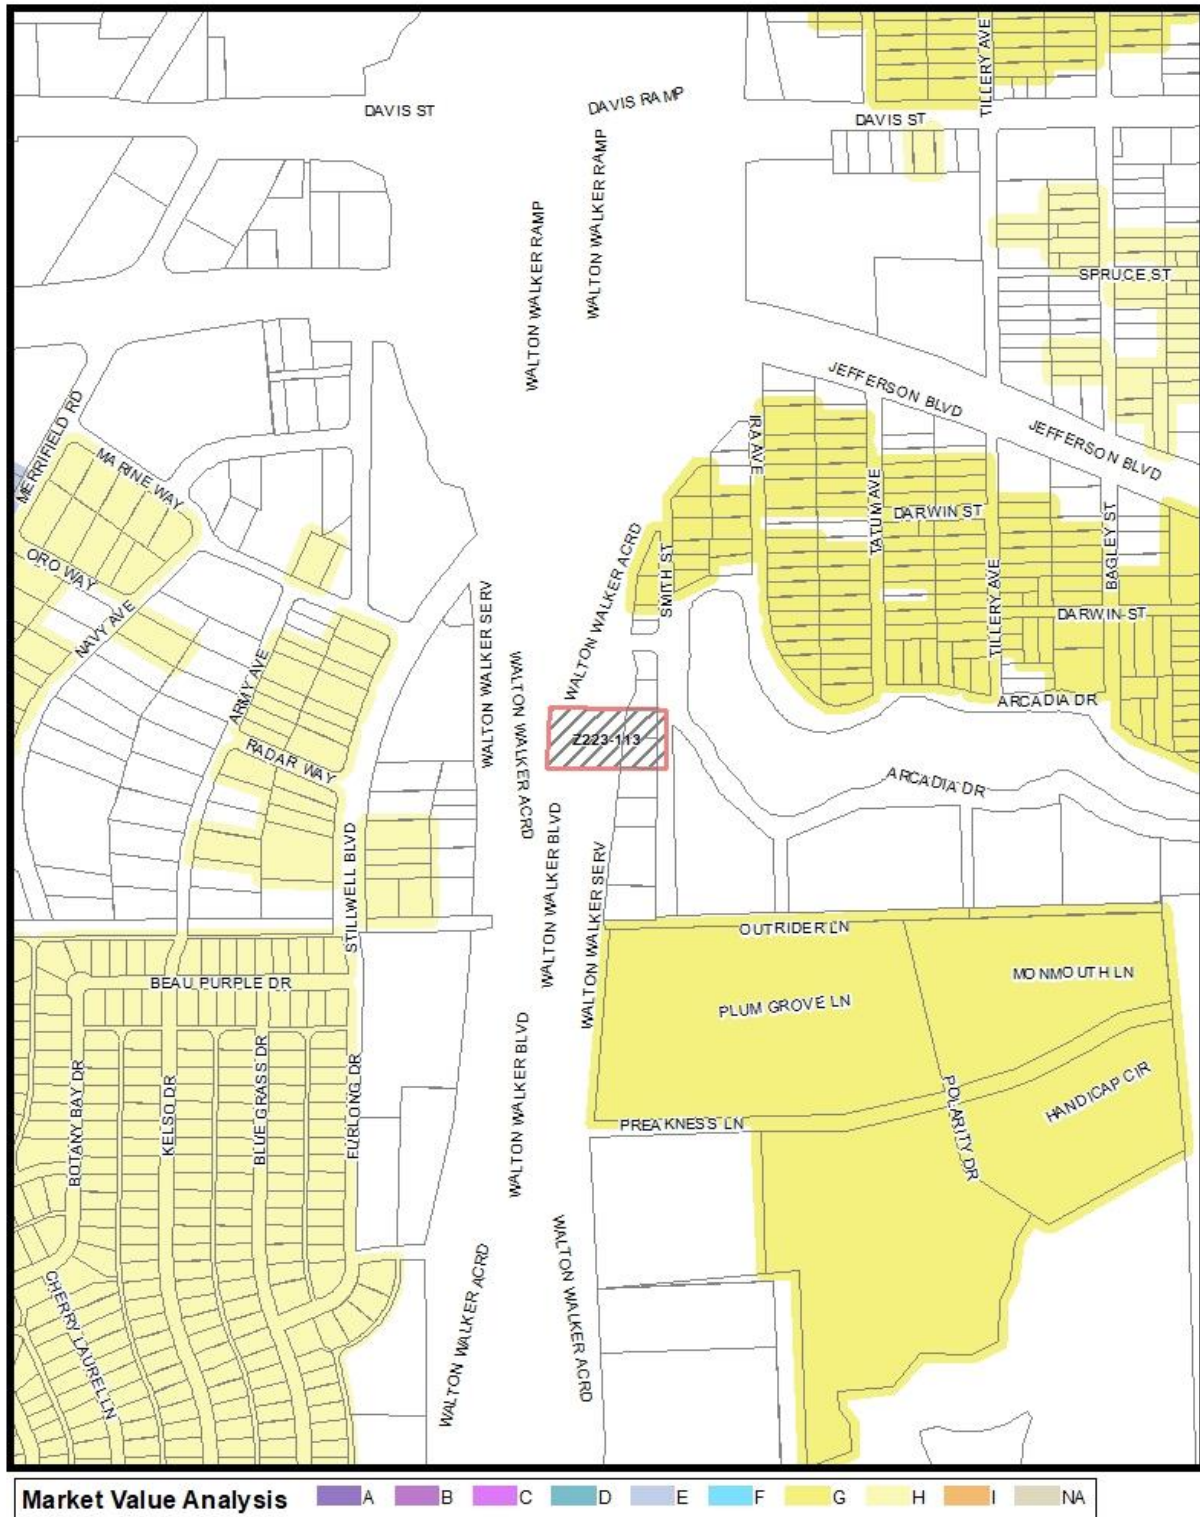 TILLERY AVE
DAVIS RAMP
DAVIS ST
DAVIS ST
WALTON WALKER RAMP
WALTON WALKER RAMP
SPRUCE ST
JEFFERSON BLVD
JEFFERSON BLVD
MERRIFIELD RD
MARINE WAY
IRA AVE
TATUM AVE
DARWIN ST
BAGLEY ST
ORO WAY
NAVY AVE
WALTON WALKER ACRD
SMITH ST
TILLERY AVE
DARWIN ST
ARMY AVE
WALTON WALKER SERV
WALTON WALKER ACRD
ARCADIA DR
Z223-113
RADAR WAY
ARCADIA DR
STILLWELL BLVD
WALTON WALKER BLVD
WALTON WALKER SERV
OUTRIDER LN
BEAU PURPLE DR
MONMOUTH LN
PLUM GROVE LN
WALTON WALKER BLVD
BOTANY BAY DR
KELSO DR
BLUE GRASS DR
FURLONG DR
POLARITY DR
HANDICAP CIR
PREAKNESS LN
WALTON WALKER ACRD
WALTON WALKER ACRD
CHERRY LAUREL LN
Market Value Analysis A B C D E F G H I NA